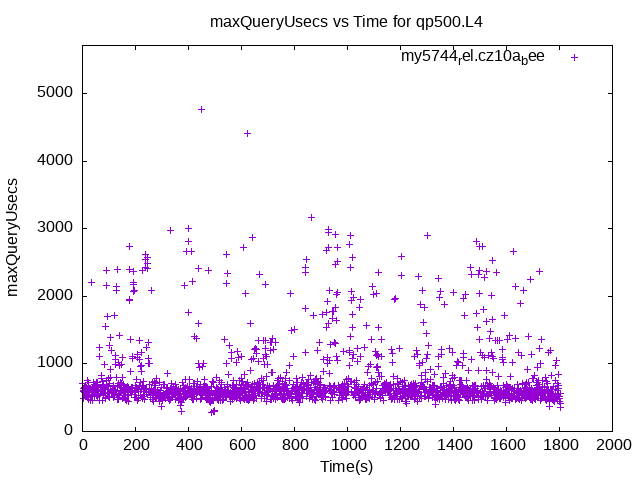 maxQueryUsecs vs Time for qp500.L4
my5744rel.cz10abee
5000
4000
3000
2000
1000
0
maxQueryUsecs
0 200 400 600 800 1000 1200 1400 1600 1800 2000
Time(s)